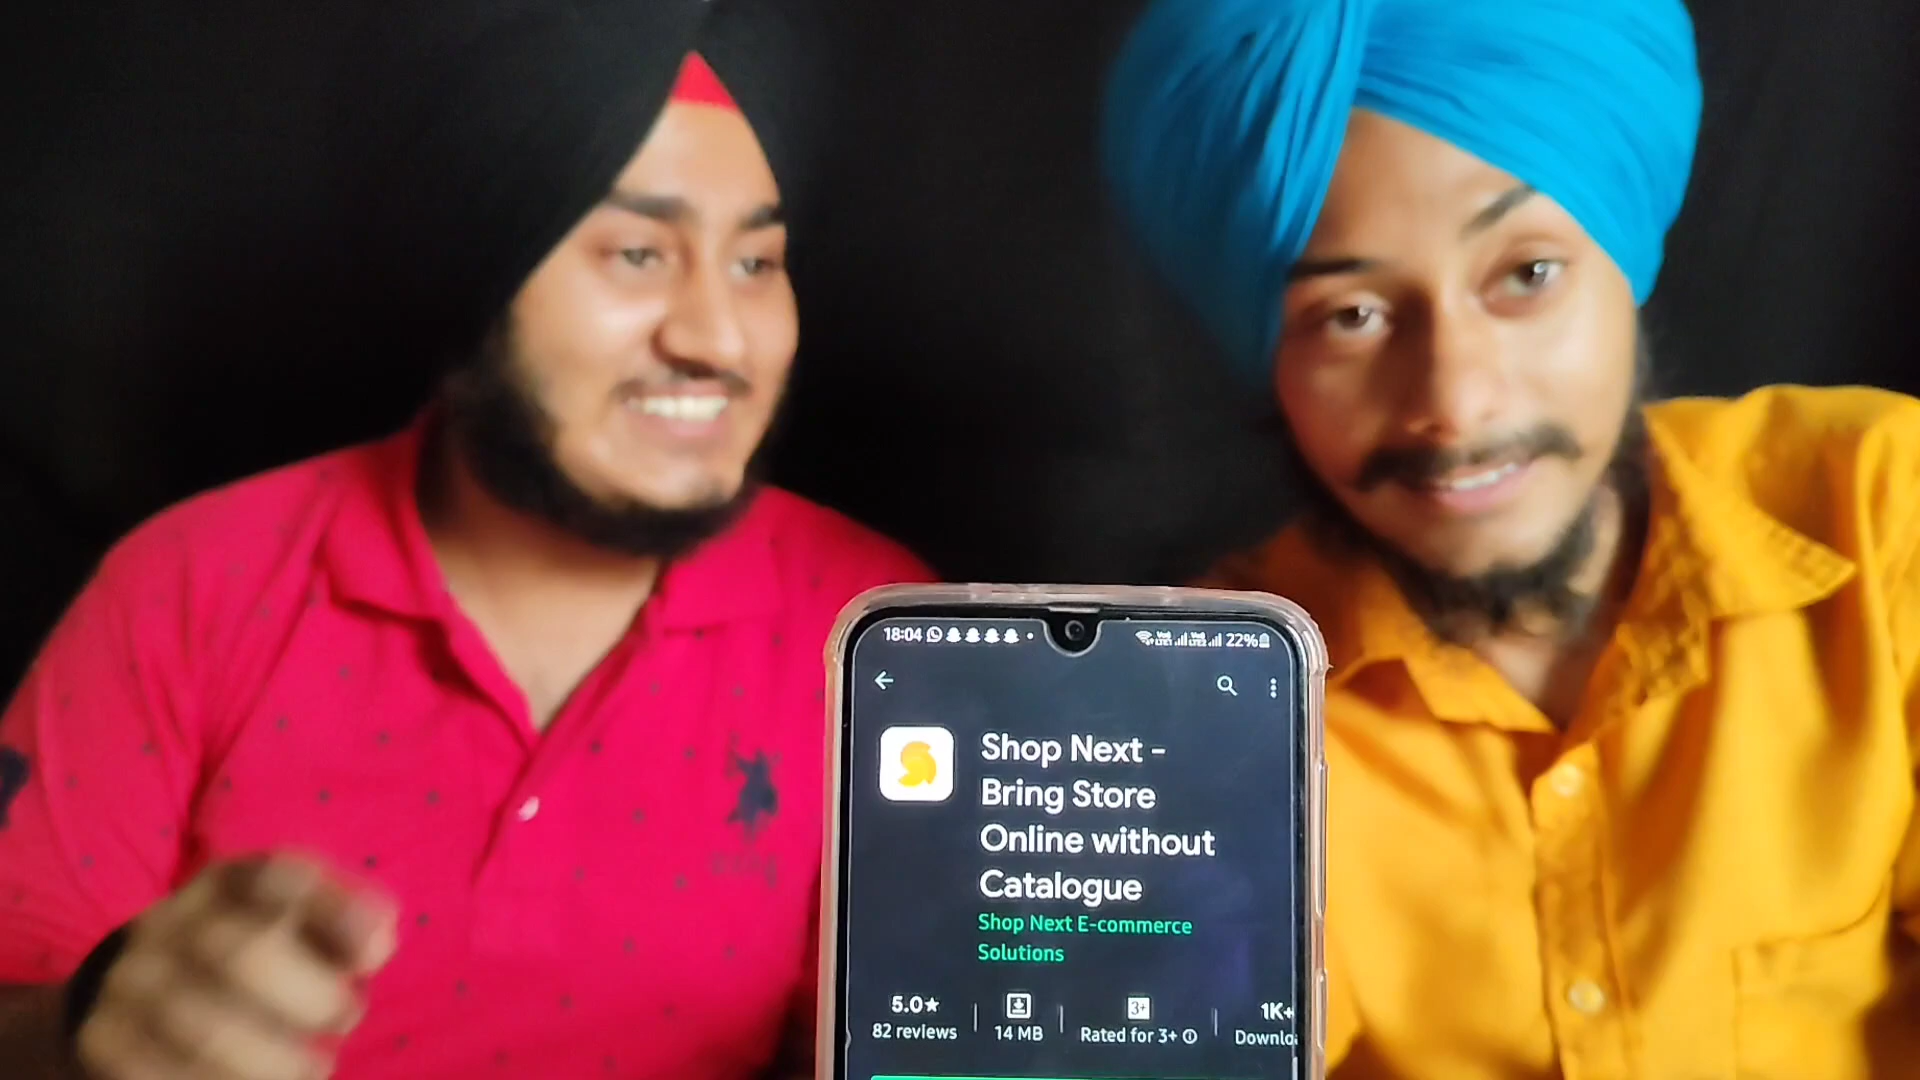 18:04
22%
Shop Next -
Bring Store
Online without
Catalogue
Shop Next E-commerce
Solutions
5.0★
82 reviews
14 MB
3+
Rated for 3+
1K+
Downlo